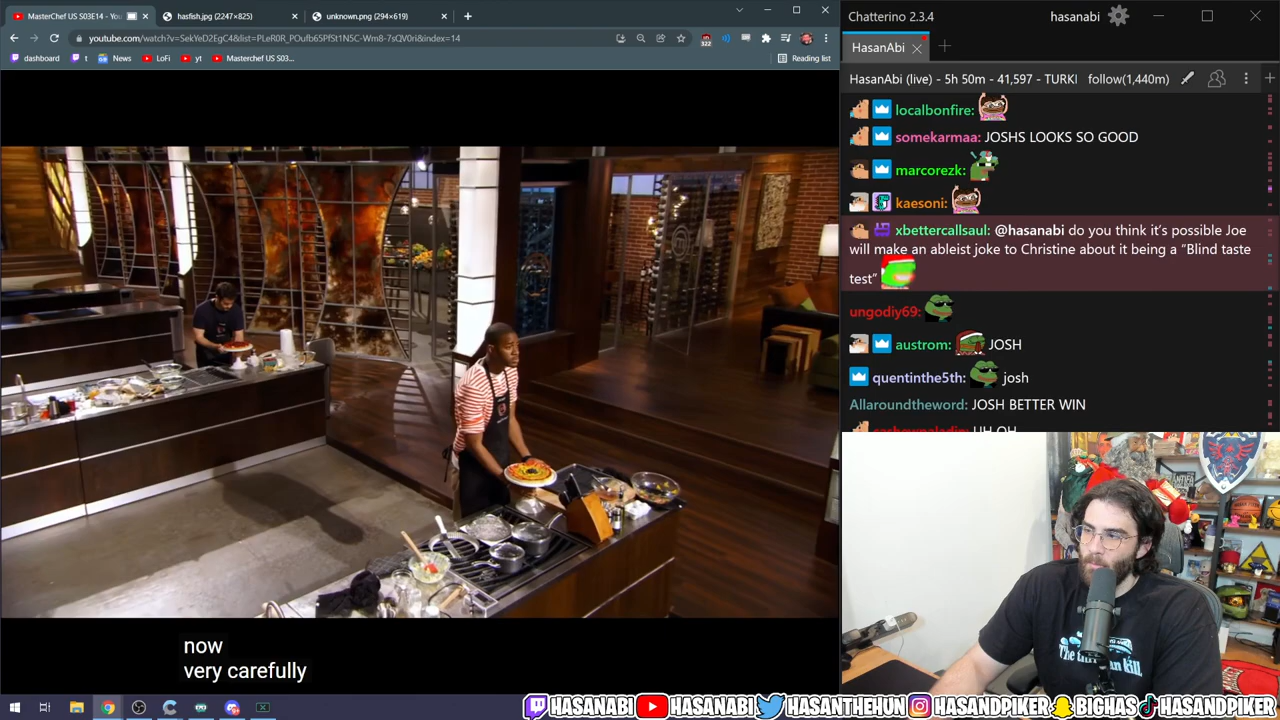 MasterChef US S03E14 - You
hasfish.jpg (2247×825)
unknown.png (294×619)
youtube.com/watch?v=SekYeD2EgC4&list=PLeR0R_POufb65PfSt1N5C-Wm8-7sQV0ri&index=14
322
dashboard
t
News
LoFi
yt
Masterchef US S03...
Reading list
now
very carefully
Chatterino 2.3.4
hasanabi
HasanAbi
HasanAbi (live) - 5h 50m - 41,597 - TURKI
follow(1,440m)
localbonfire:
somekarmaa: JOSHS LOOKS SO GOOD
marcorezk:
kaesoni:
xbettercallsaul: @hasanabi do you think it's possible Joe
will make an ableist joke to Christine about it being a "Blind taste
test"
ungodiy69:
austrom: JOSH
quentinthe5th: josh
Allaroundtheword: JOSH BETTER WIN
HASANABI
HASANABI
HASANTHEHUN
HASANDPIKER
BIGHAS
HASANDPIKER